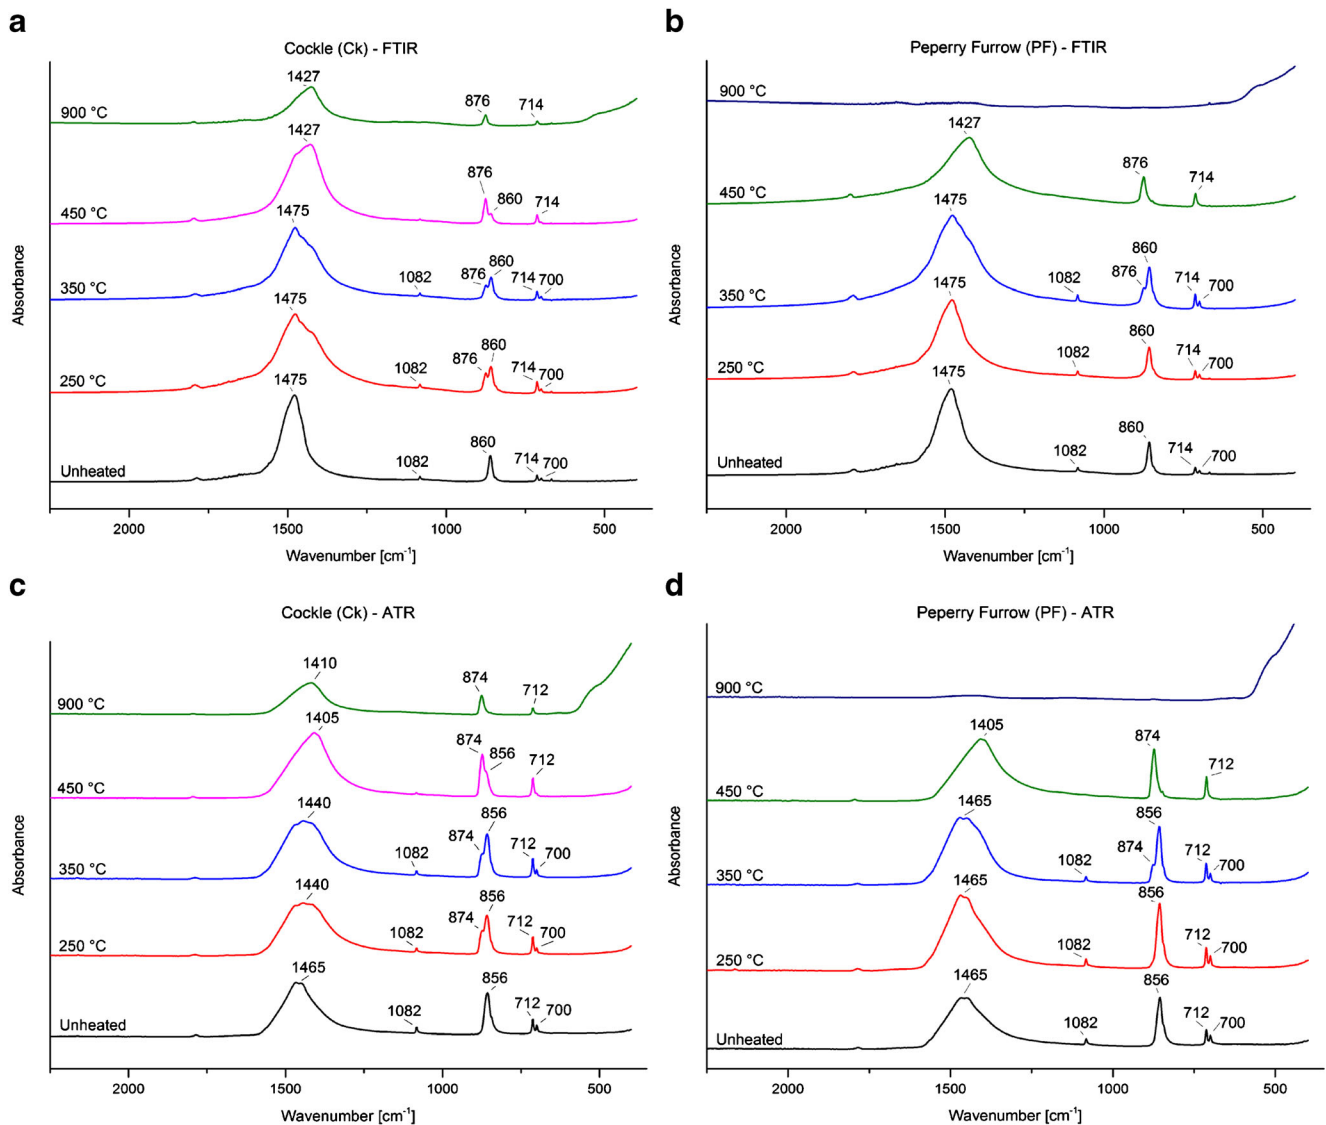 a
Cockle (Ck) - FTIR
1427
900 °C
876
714
1427
450 °C
876
860
714
1475
350 °C
1082
876
860
714
700
1475
250 °C
1082
876
860
714
700
1475
Unheated
1082
860
714
700
2000 1500 1000 500
Wavenumber [cm-1]
Absorbance
b
Peperry Furrow (PF) - FTIR
900 °C
1427
450 °C
876
714
1475
350 °C
1082
876
860
714
700
1475
250 °C
1082
860
714
700
1475
Unheated
1082
860
714
700
2000 1500 1000 500
Wavenumber [cm-1]
Absorbance
c
Cockle (Ck) - ATR
1410
900 °C
874
712
1405
450 °C
874
856
712
1440
350 °C
1082
874
856
712
700
1440
250 °C
1082
874
856
712
700
1465
Unheated
1082
856
712
700
2000 1500 1000 500
Wavenumber [cm-1]
Absorbance
d
Peperry Furrow (PF) - ATR
900 °C
1405
450 °C
874
712
1465
350 °C
1082
874
856
712
700
1465
250 °C
1082
856
712
700
1465
Unheated
1082
856
712
700
2000 1500 1000 500
Wavenumber [cm-1]
Absorbance